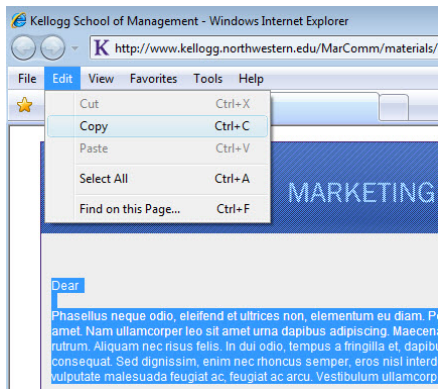 Kellogg School of Management - Windows Internet Explorer
K http://www.kellogg.northwestern.edu/MarComm/materials/
File Edit View Favorites Tools Help
Cut Ctrl+X
Copy Ctrl+C
Paste Ctrl+V
Select All Ctrl+A
Find on this Page... Ctrl+F
MARKETING
Dear
Phasellus neque odio, eleifend et ultrices non, elementum eu diam.
amet. Nam ullamcorper leo sit amet urna dapibus adipiscing. Maecena
rutrum. Aliquam nec risus felis. In dui odio, tempus a fringilla et, dapibu
consequat. Sed dignissim, enim nec rhoncus semper, eros nisl interd
vulputate malesuada feugiat ac, feugiat ac arcu. Vestibulum ullamcorp